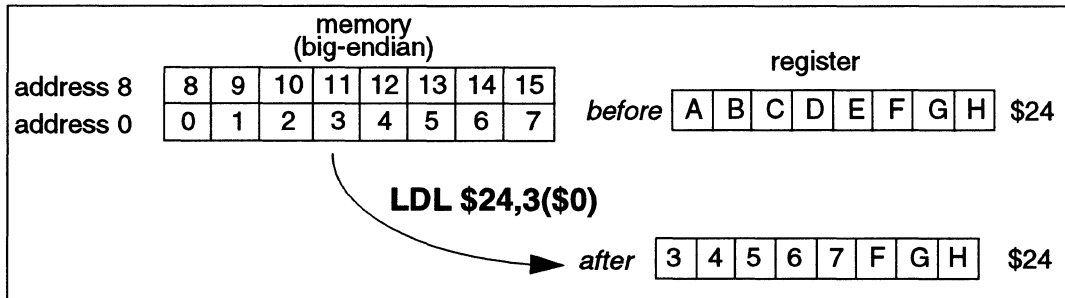 memory
(big-endian)
register
address 8 8 9 10 11 12 13 14 15
address 0 0 1 2 3 4 5 6 7
before A B C D E F G H $24
LDL $24,3($0)
after 3 4 5 6 7 F G H $24